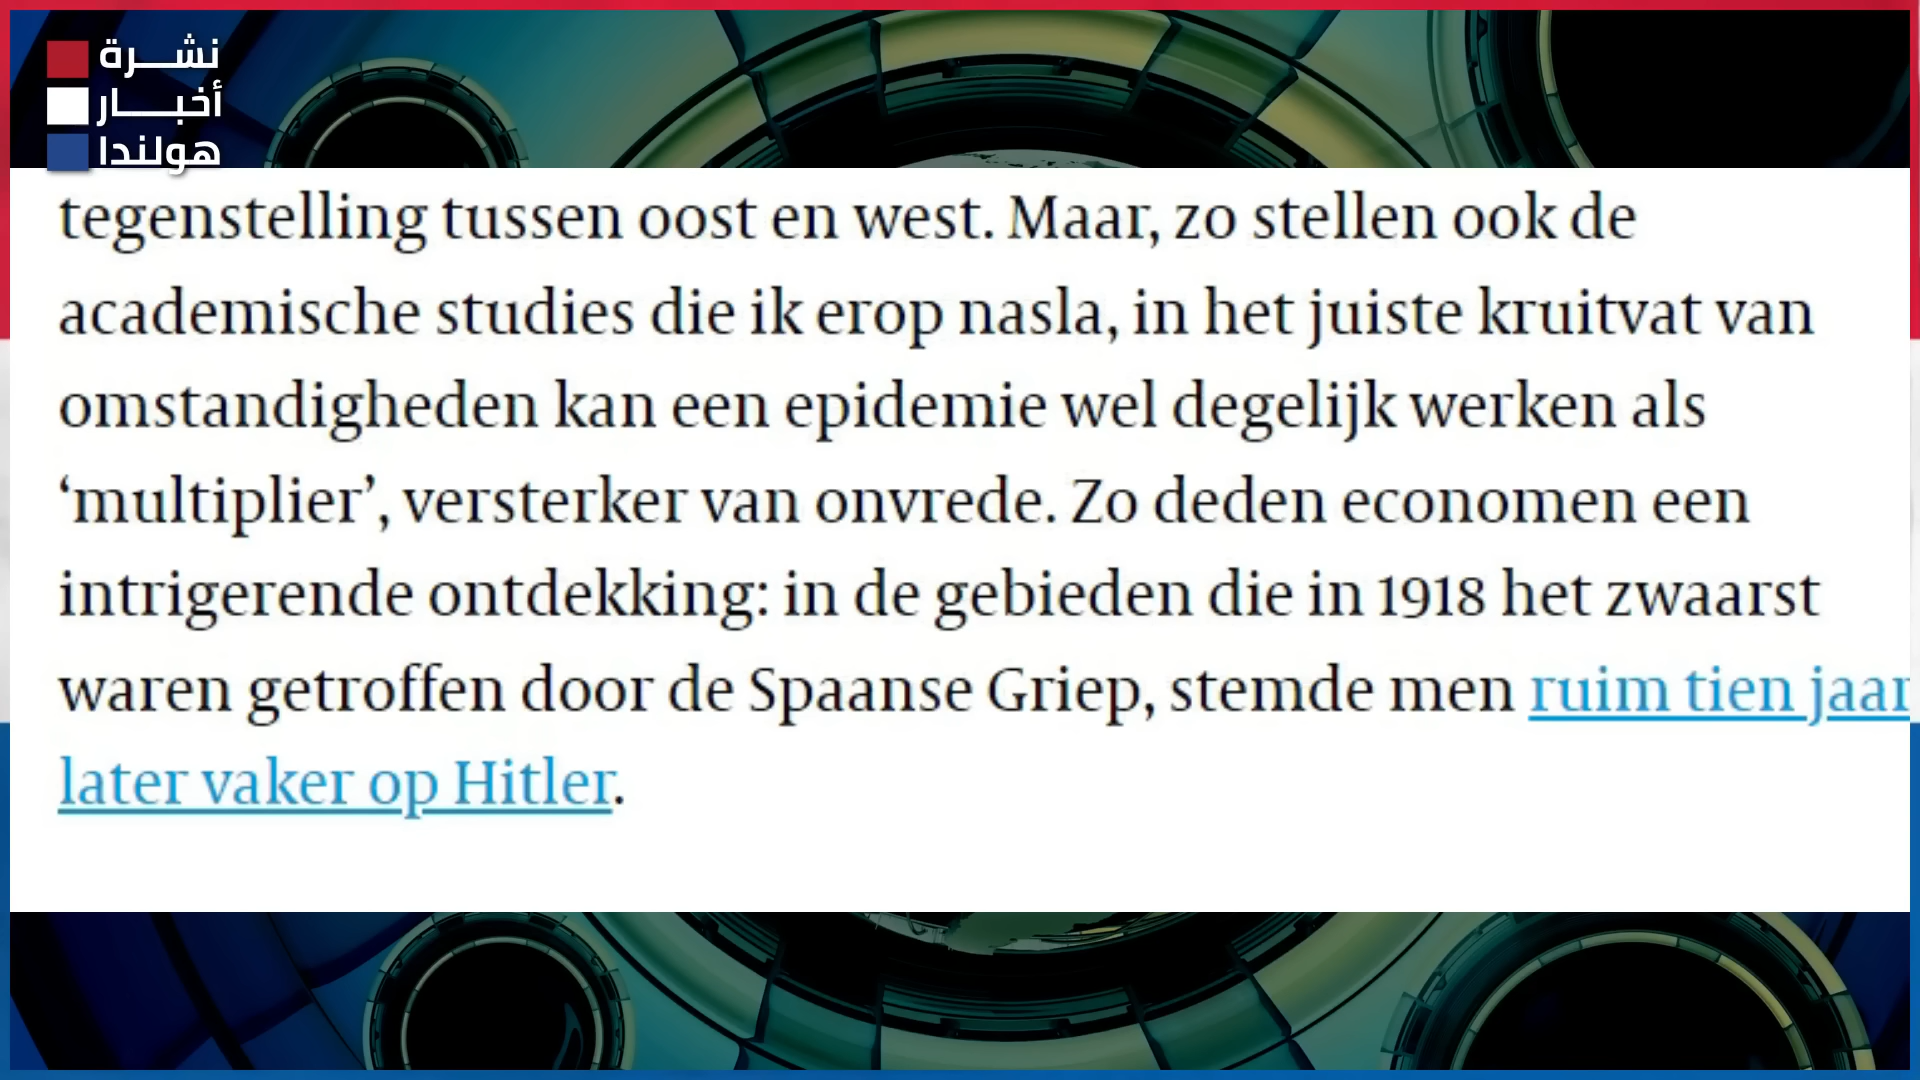 نشرة
أخبار
هولندا
tegenstelling tussen oost en west. Maar, zo stellen ook de
academische studies die ik erop nasla, in het juiste kruitvat van
omstandigheden kan een epidemie wel degelijk werken als
‘multiplier’, versterker van onvrede. Zo deden economen een
intrigerende ontdekking: in de gebieden die in 1918 het zwaarst
waren getroffen door de Spaanse Griep, stemde men ruim tien jaar
later vaker op Hitler.